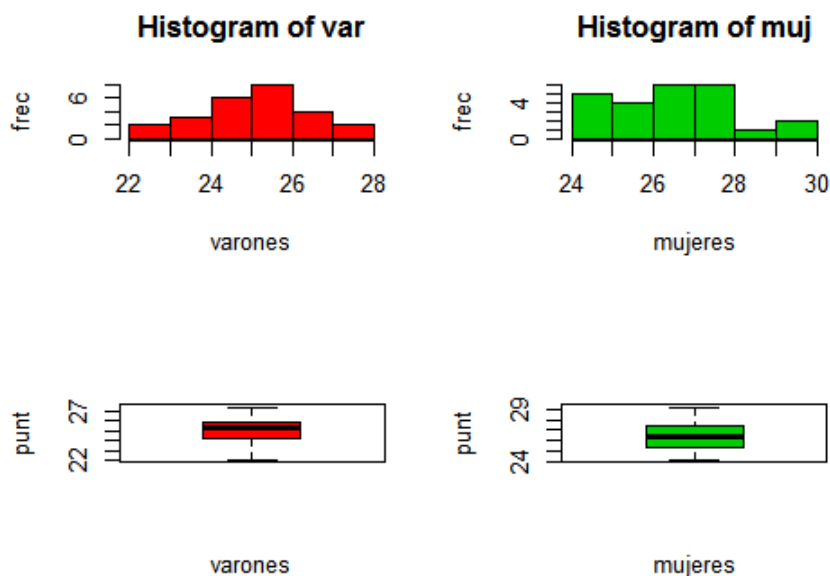 Histogram of var
frec
0 6
22 24 26 28
varones
Histogram of muj
frec
0 4
24 26 28 30
mujeres
punt
22 27
varones
punt
24 29
mujeres